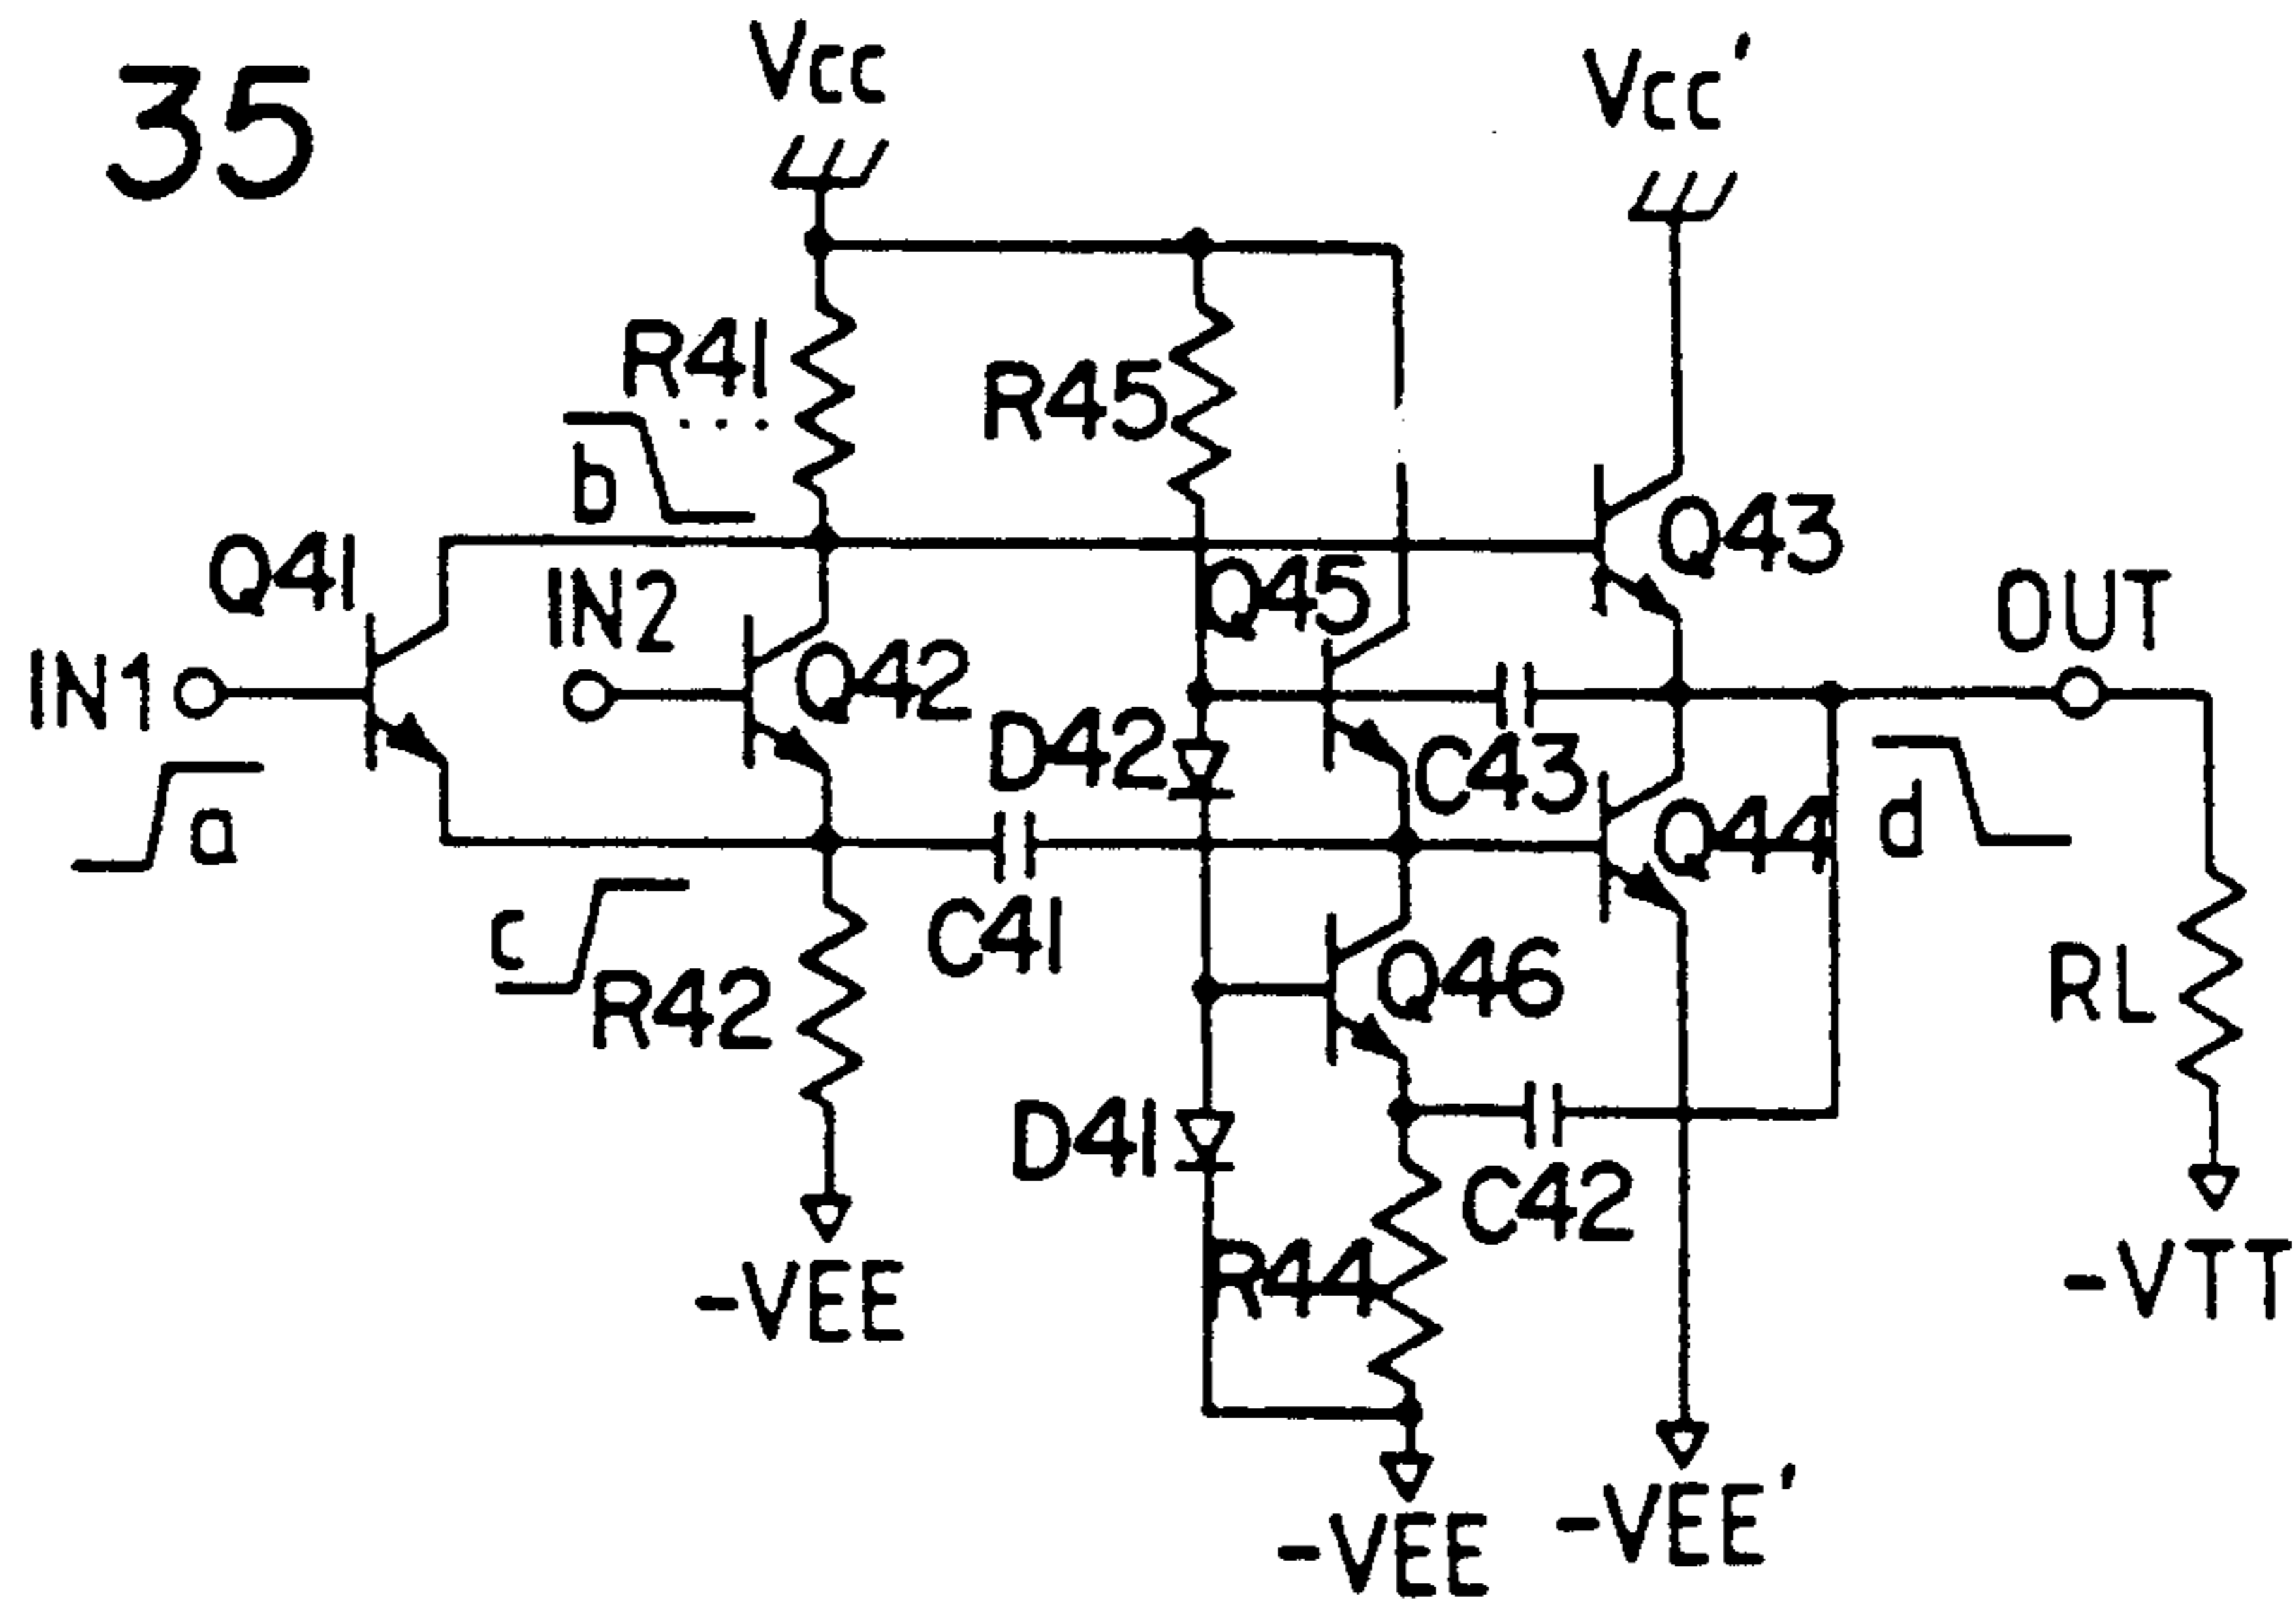 35
Vcc
Vcc'
R41
R45
b
Q41
IN2
Q45
Q43
OUT
IN1
Q42
D42
C43
a
Q44
d
c
C41
Q46
R42
RL
D41
C42
R44
-VEE
-VTT
-VEE'
-VEE